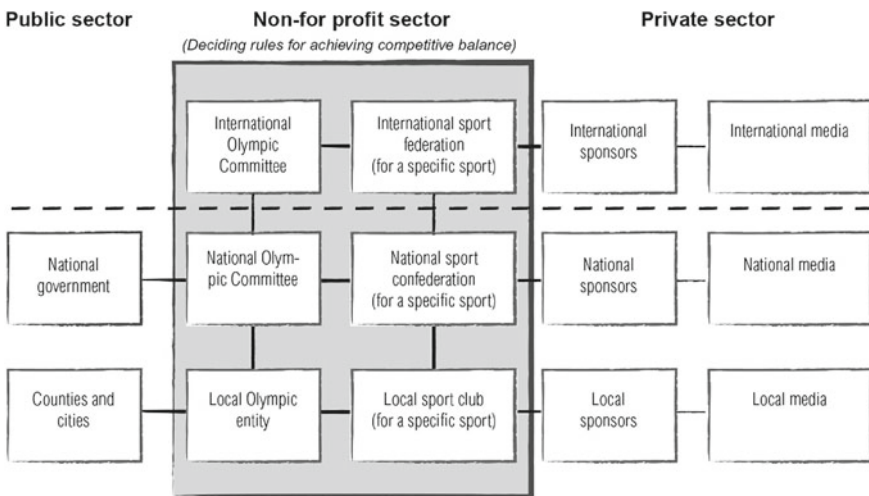 Public sector
Non-for profit sector
Private sector
(Deciding rules for achieving competitive balance)
International
Olympic
Committee
International sport
federation
(for a specific sport)
International
sponsors
International media
National
government
National Olym-
pic Committee
National sport
confederation
(for a specific sport)
National
sponsors
National media
Counties and
cities
Local Olympic
entity
Local sport club
(for a specific sport)
Local
sponsors
Local media